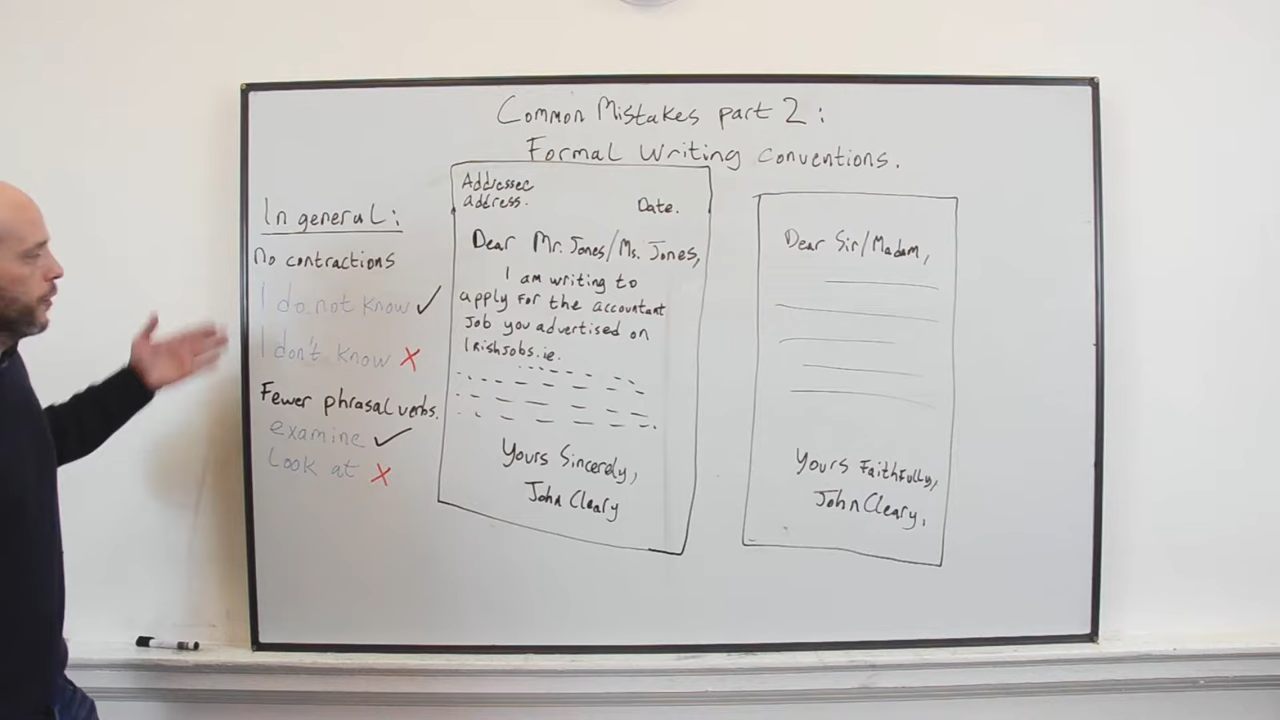 Common Mistakes part 2:
Formal Writing Conventions.
In general:
No contractions
I do not know ✓
I don't know ✗
Fewer phrasal verbs.
examine ✓
Look at ✗
Addressee
address.
Date.
Dear Mr. Jones/Ms. Jones,
I am writing to
apply for the accountant
job you advertised on
IrishJobs.ie.
Yours Sincerely,
John Cleary
Dear Sir/Madam,
Yours Faithfully,
John Cleary,